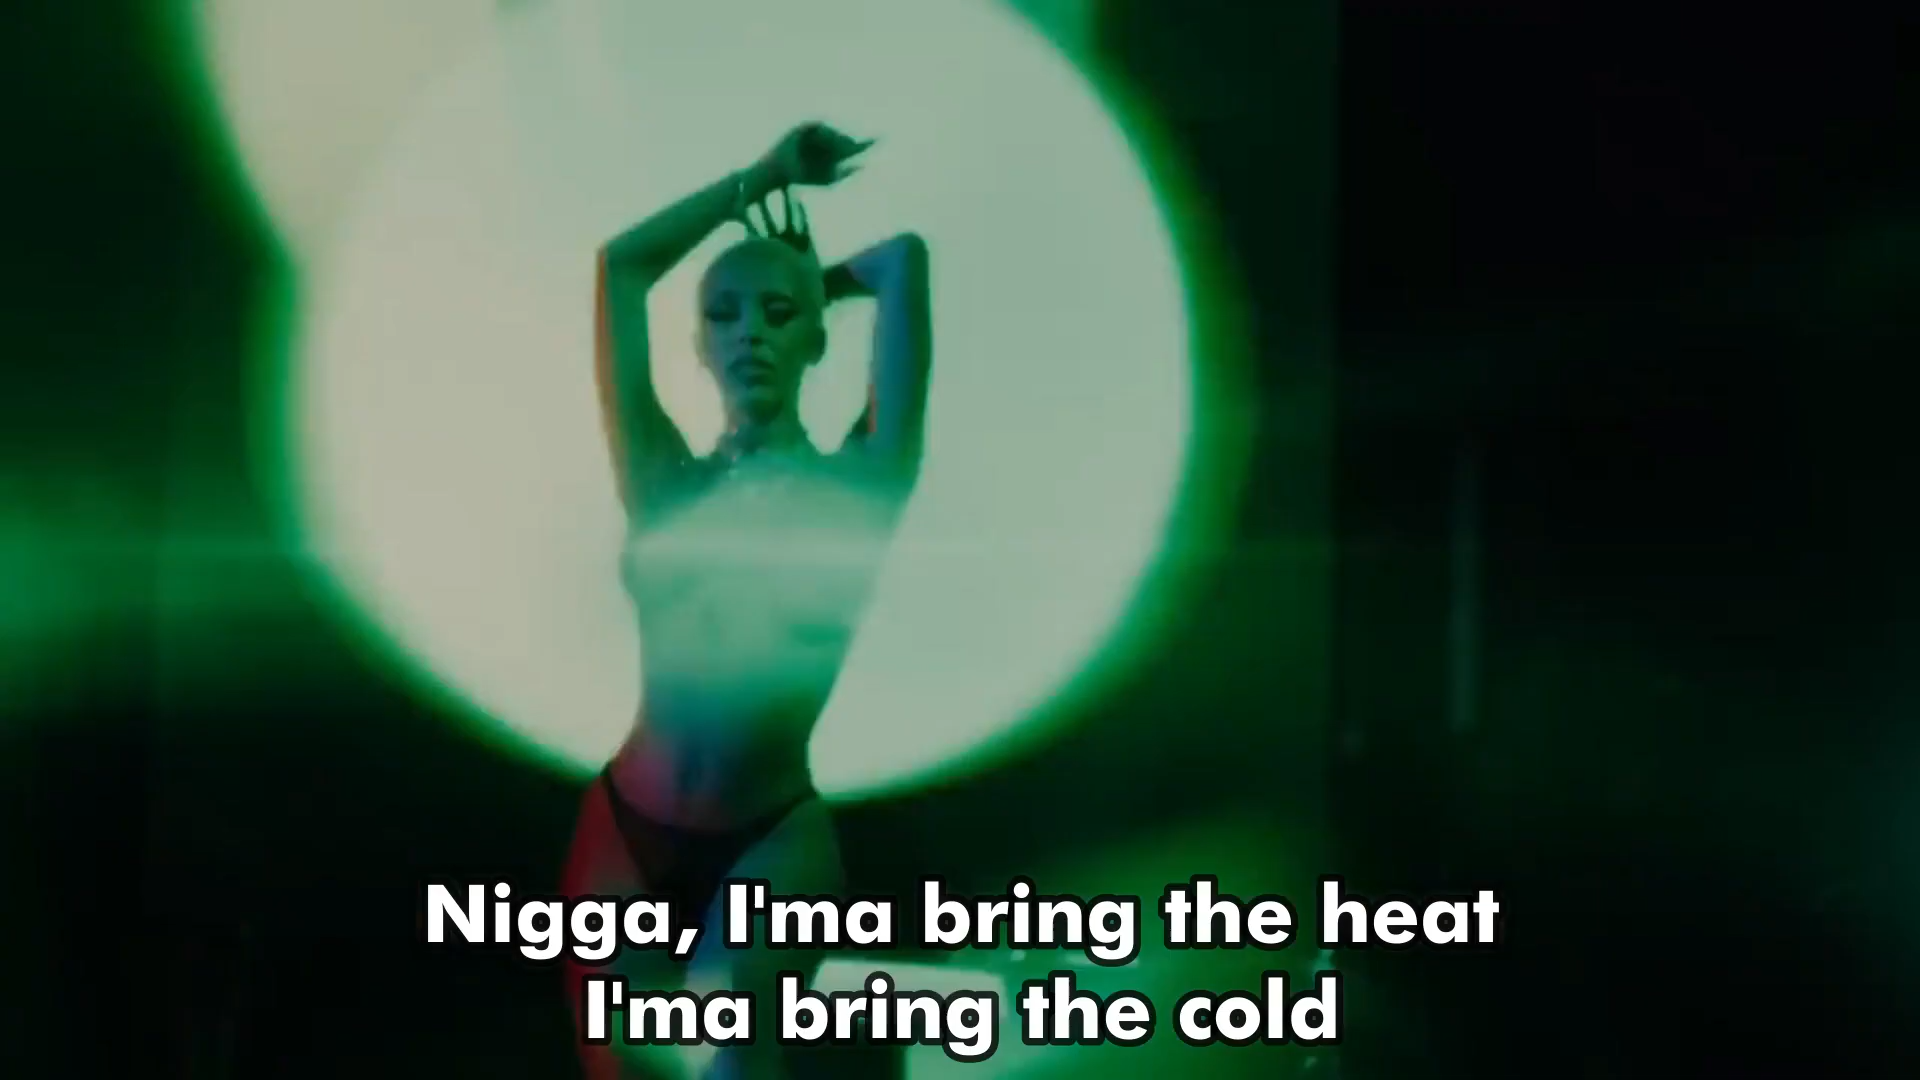 Nigga, I'ma bring the heat
I'ma bring the cold